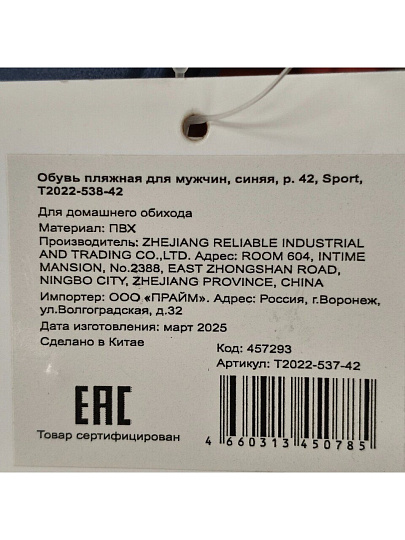 Обувь пляжная для мужчин, синяя, р. 42, Sport,
T2022-538-42
Для домашнего обихода
Материал: ПВХ
Производитель: ZHEJIANG RELIABLE INDUSTRIAL
AND TRADING CO.,LTD. Адрес: ROOM 604, INTIME
MANSION, No.2388, EAST ZHONGSHAN ROAD,
NINGBO CITY, ZHEJIANG PROVINCE, CHINA
Импортер: ООО «ПРАЙМ». Адрес: Россия, г.Воронеж,
ул.Волгоградская, д.32
Дата изготовления: март 2025
Сделано в Китае
Код: 457293
Артикул: T2022-537-42
ЕАС
Товар сертифицирован
4 660313 450785